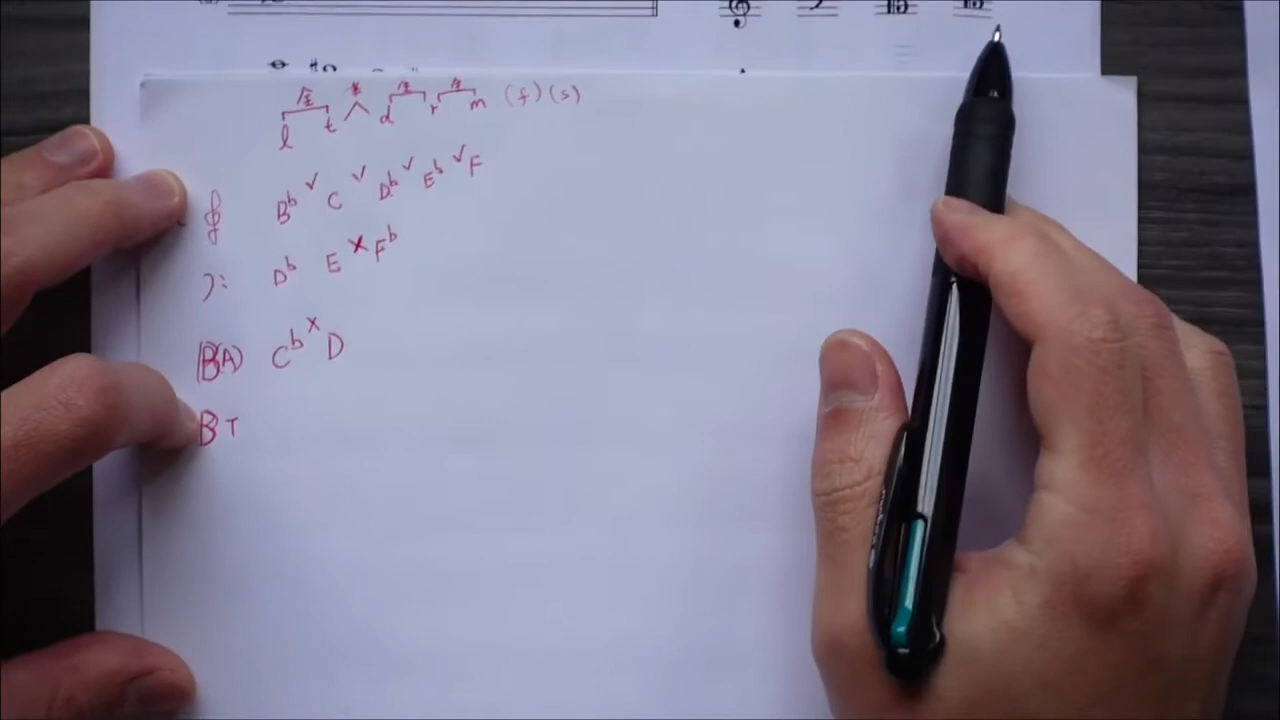 全 半 全 全
l t d r m (f) (s)
𝄞 B♭ ✓ C ✓ D♭ ✓ E♭ ✓ F
𝄢 D♭ E × F♭
𝄡(A) C♭ × D
𝄡 T